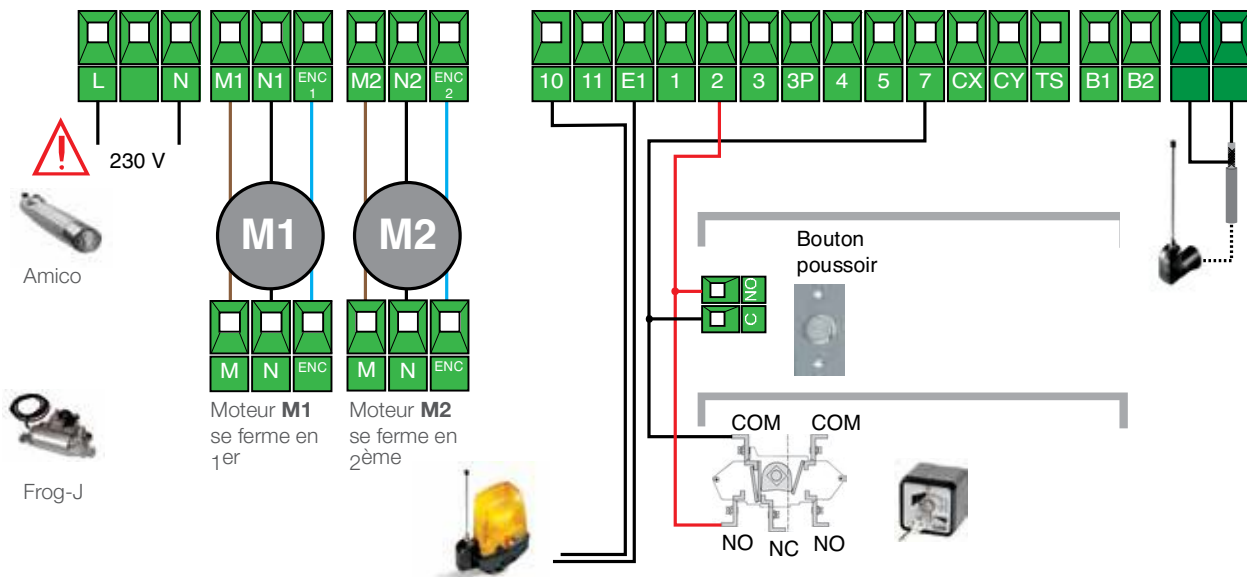 L N M1 N1 ENC 1 M2 N2 ENC 2 10 11 E1 1 2 3 3P 4 5 7 CX CY TS B1 B2
230 V
M1 M2
Amico
Bouton
poussoir
NO
C
M N ENC M N ENC
Moteur M1
se ferme en
1er
Moteur M2
se ferme en
2ème
Frog-J
COM COM
NO NC NO